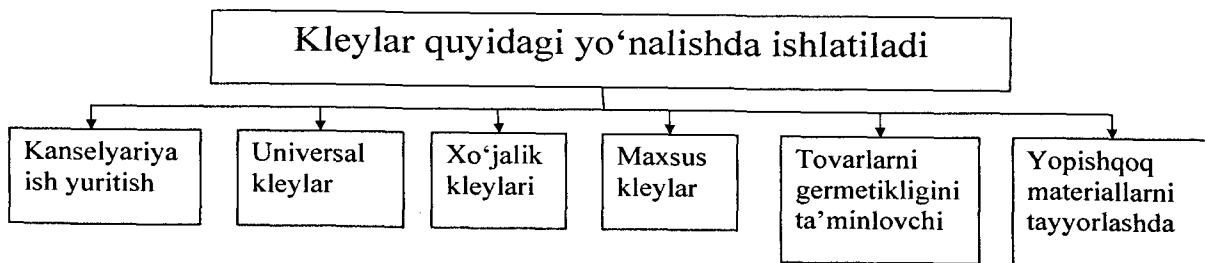 Kleylar quyidagi yo‘nalishda ishlatiladi
Kanselyariya
ish yuritish
Universal
kleylar
Xo‘jalik
kleylari
Maxsus
kleylar
Tovarlarni
germetikligini
ta’minlovchi
Yopishqoq
materiallarni
tayyorlashda